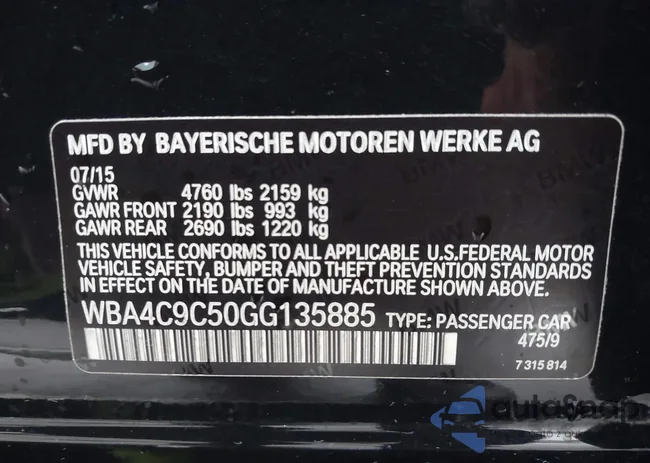 MFD BY BAYERISCHE MOTOREN WERKE AG
07/15
GVWR 4760 lbs 2159 kg
GAWR FRONT 2190 lbs 993 kg
GAWR REAR 2690 lbs 1220 kg
THIS VEHICLE CONFORMS TO ALL APPLICABLE U.S.FEDERAL MOTOR
VEHICLE SAFETY, BUMPER AND THEFT PREVENTION STANDARDS
IN EFFECT ON THE DATE OF MANUFACTURE SHOWN ABOVE.
WBA4C9C50GG135885 TYPE: PASSENGER CAR
475/9
7 315 814